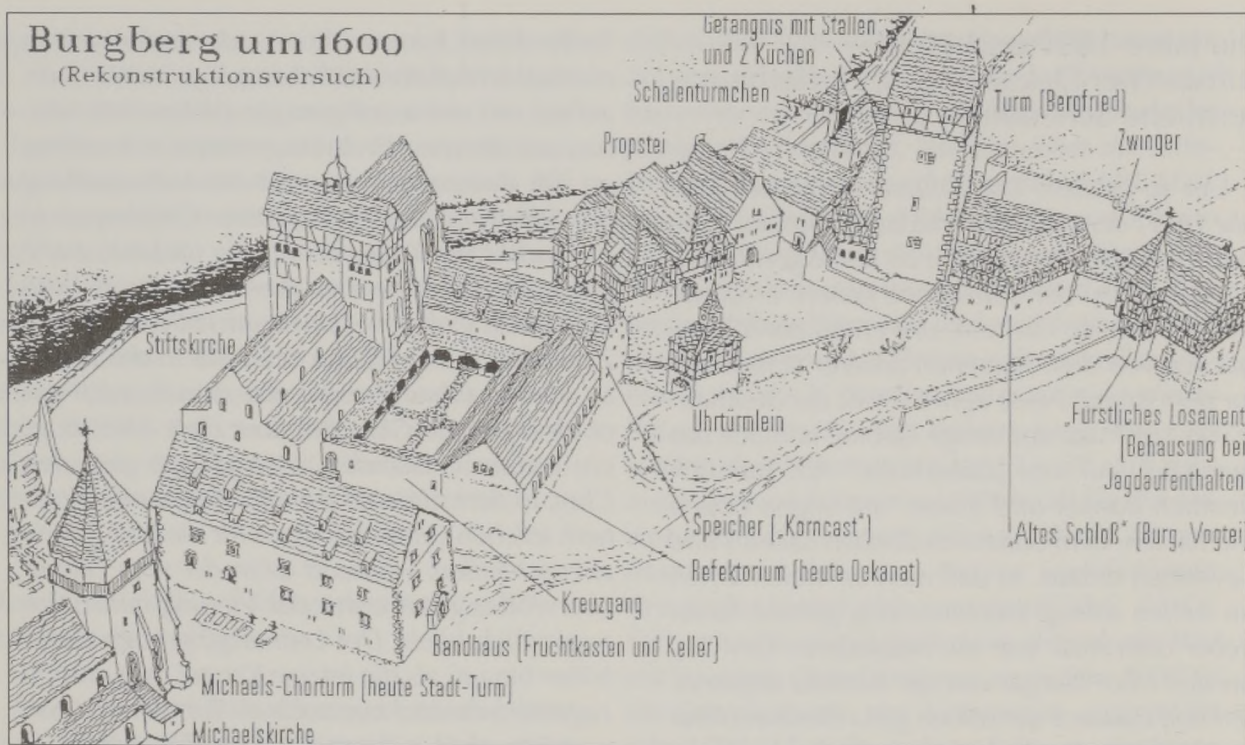 Burgberg um 1600
(Rekonstruktionsversuch)
Gefängnis mit Ställen
und 2 Küchen
Schalentürmchen
Turm (Bergfried)
Propstei
Zwinger
Stiftskirche
Uhrtürmlein
„Fürstliches Losament
(Behausung bei
Jagdaufenthalten
Speicher („Korncast“)
„Altes Schloß“ (Burg, Vogtei)
Refektorium (heute Dekanat)
Kreuzgang
Bandhaus (Fruchtkasten und Keller)
Michaels-Chorturm (heute Stadt-Turm)
Michaelskirche